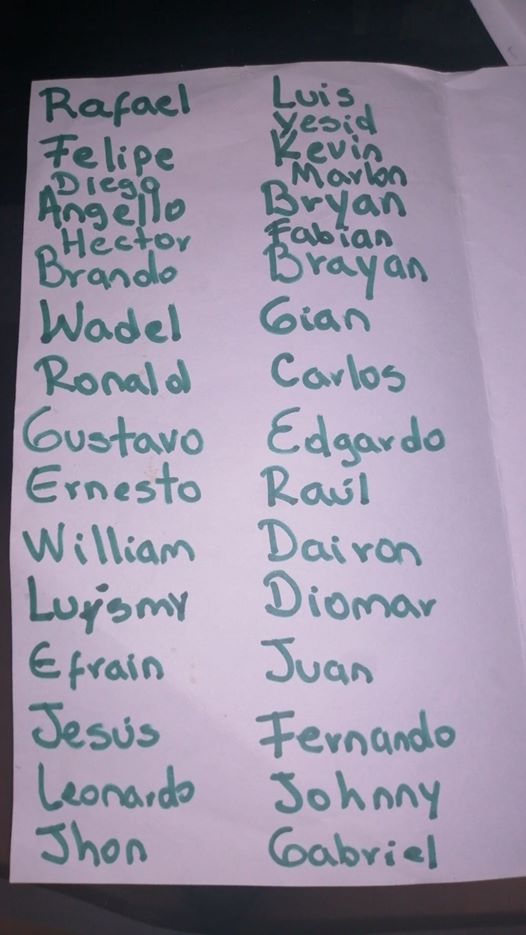 Rafael
Felipe
Diego
Angello
Hector
Brando
Wadel
Ronald
Gustavo
Ernesto
William
Luysmy
Efrain
Jesús
Leonardo
Jhon
Luis
Yesid
Kevin
Marlon
Bryan
Fabian
Brayan
Gian
Carlos
Edgardo
Raúl
Dairon
Diomar
Juan
Fernando
Johnny
Gabriel